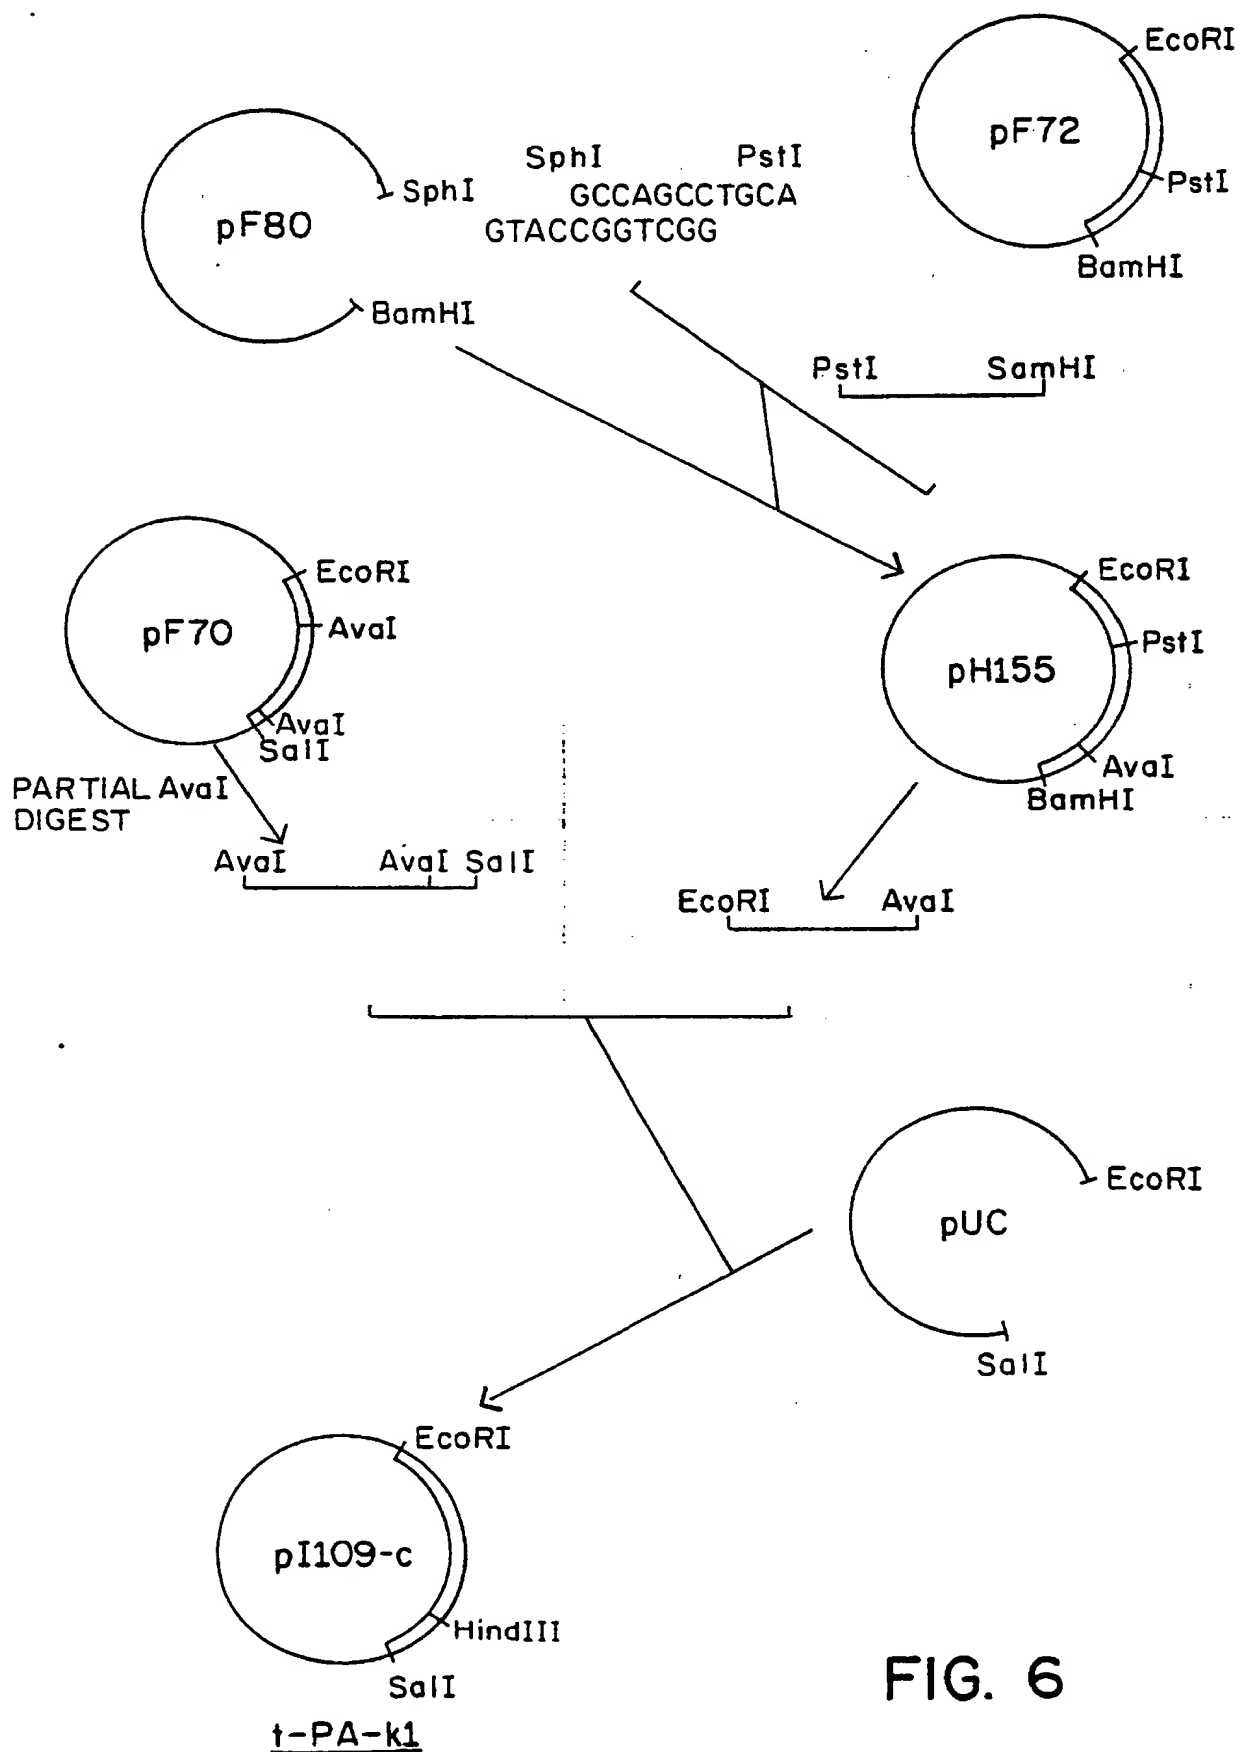 EcoRI
pF72
PstI
BamHI
SphI PstI
GCCAGCCTGCA
GTACCGGTCGG
SphI
pF80
BamHI
PstI SamHI
EcoRI
pF70
AvaI
AvaI
SalI
PARTIAL AvaI
DIGEST
AvaI AvaI SalI
EcoRI
PstI
pH155
AvaI
BamHI
EcoRI AvaI
EcoRI
pUC
SalI
EcoRI
pI109-c
HindIII
SalI
t-PA-k1
FIG. 6